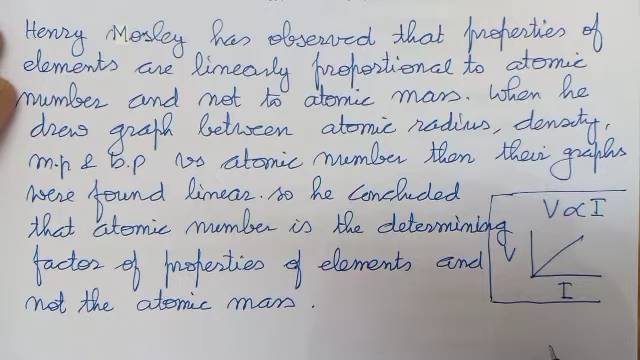 Henry Mosley has observed that properties of
elements are linearly proportional to atomic
number and not to atomic mass. When he
drew graph between atomic radius, density,
m.p & b.p vs atomic number then their graphs
were found linear. so he concluded
that atomic number is the determining
factor of properties of elements and
not the atomic mass.
V∝I
V
I